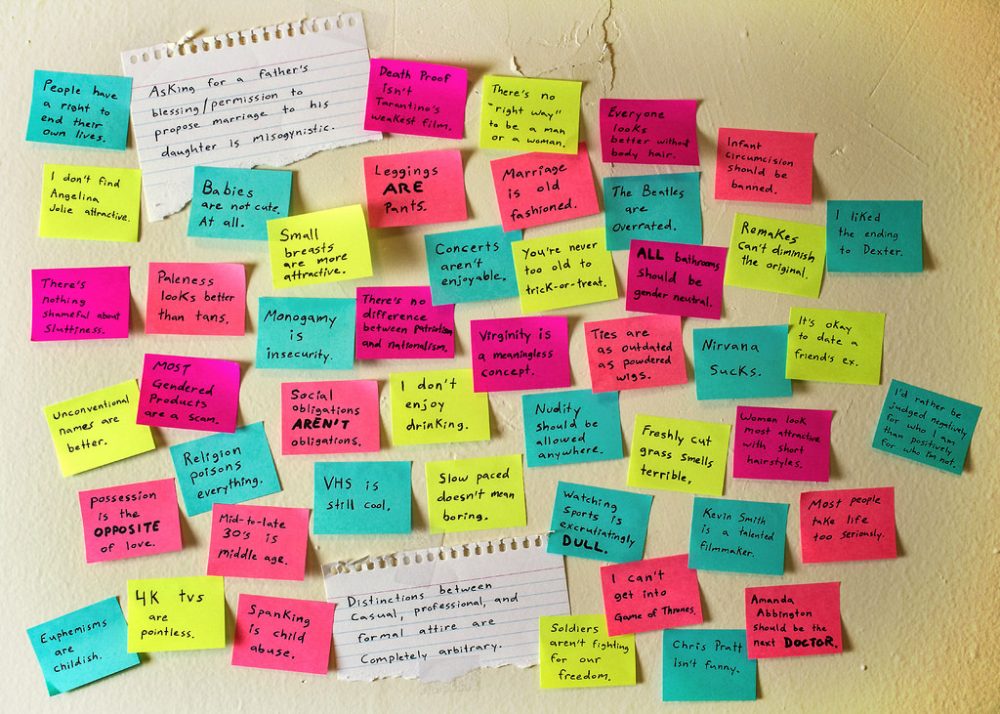 People have
a right to
end their
own lives.
Asking for a father's
blessing/permission to
propose marriage to his
daughter is misogynistic.
Death Proof
isn't
Tarantino's
weakest film.
There's no
"right way"
to be a man
or a woman.
Everyone
looks
better without
body hair.
Infant
Circumcision
should be
banned.
I don't find
Angelina
Jolie attractive.
Babies
are not cute.
At all.
Leggings
ARE
Pants.
Marriage
is old
fashioned.
The Beatles
are
Overrated.
I liked
the ending
to Dexter.
Small
breasts
are more
attractive.
Concerts
aren't
enjoyable.
You're never
too old to
trick-or-treat.
ALL bathrooms
should be
gender neutral.
Remakes
Can't diminish
the original.
There's
nothing
shameful about
Sluttiness.
Paleness
looks better
than tans.
Monogamy
is
insecurity.
There's no
difference
between patriotism
and nationalism.
Virginity is
a meaningless
concept.
Ties are
as outdated
as powdered
wigs.
Nirvana
Sucks.
It's okay
to date a
friend's ex.
Unconventional
names are
better.
MOST
Gendered
Products
are a scam.
Social
obligations
AREN'T
obligations.
I don't
enjoy
drinking.
Nudity
should be
allowed
anywhere.
Freshly cut
grass smells
terrible.
Women look
most attractive
with short
hairstyles.
I'd rather be
judged negatively
for who I am
than positively
for who I'm not.
Religion
poisons
everything.
VHS is
still cool.
Slow paced
doesn't mean
boring.
Possession
is the
OPPOSITE
of love.
Mid-to-late
30's is
middle age.
Watching
Sports is
excrutiatingly
DULL.
Kevin Smith
is a talented
filmmaker.
Most people
take life
too seriously.
Euphemisms
are
childish.
4K tvs
are
pointless.
Spanking
is child
abuse.
Distinctions between
Casual, professional, and
formal attire are
Completely arbitrary.
I can't
get into
Game of Thrones.
Soldiers
aren't fighting
for our
freedom.
Chris Pratt
Isn't funny.
Amanda
Abbington
should be the
next DOCTOR.